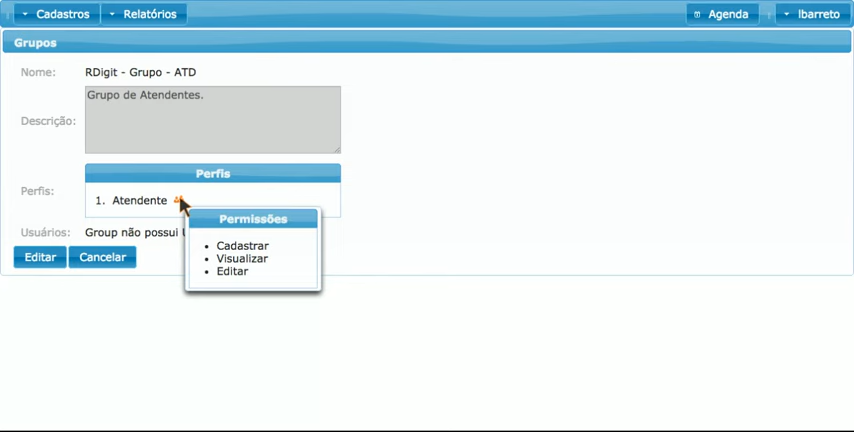 Cadastros Relatórios Agenda lbarreto
Grupos
Nome: RDigit - Grupo - ATD
Descrição: Grupo de Atendentes.
Perfis
Perfis: 1. Atendente
Permissões
Usuários: Group não possui
• Cadastrar
• Visualizar
• Editar
Editar Cancelar